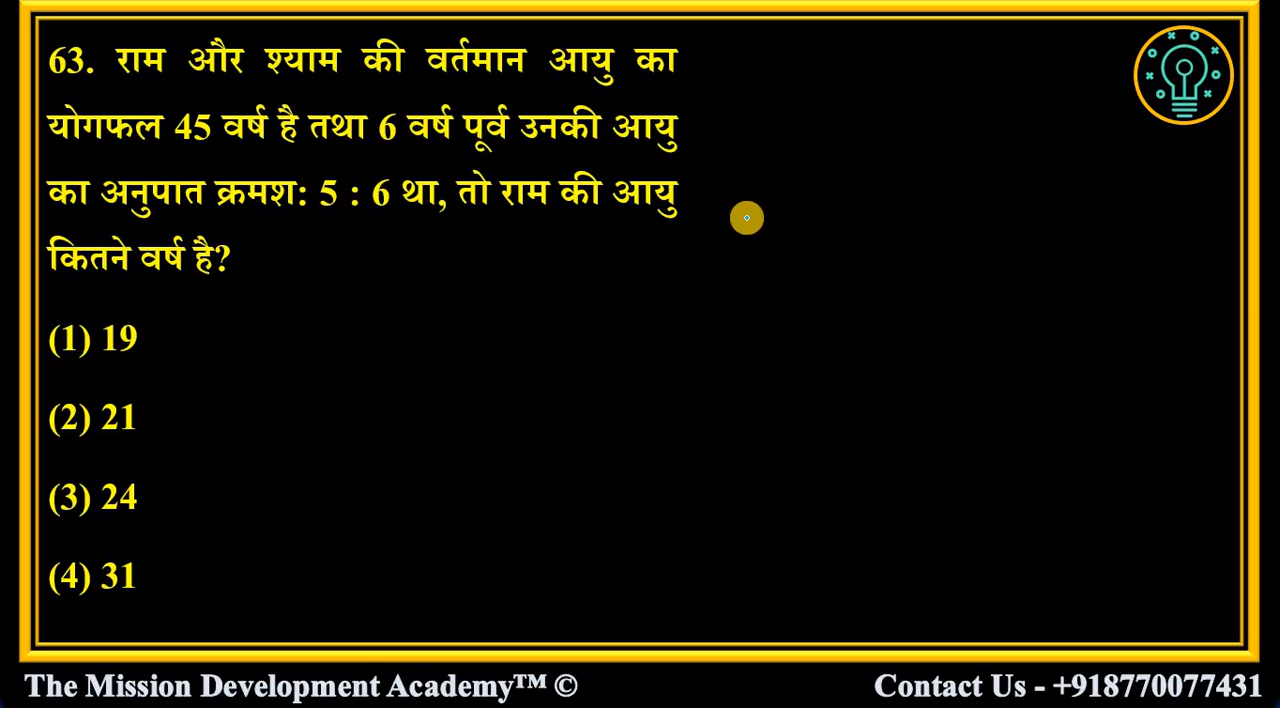 63. राम और श्याम की वर्तमान आयु का
योगफल 45 वर्ष है तथा 6 वर्ष पूर्व उनकी आयु
का अनुपात क्रमश: 5 : 6 था, तो राम की आयु
कितने वर्ष है?
(1) 19
(2) 21
(3) 24
(4) 31
The Mission Development Academy™ ©
Contact Us - +918770077431